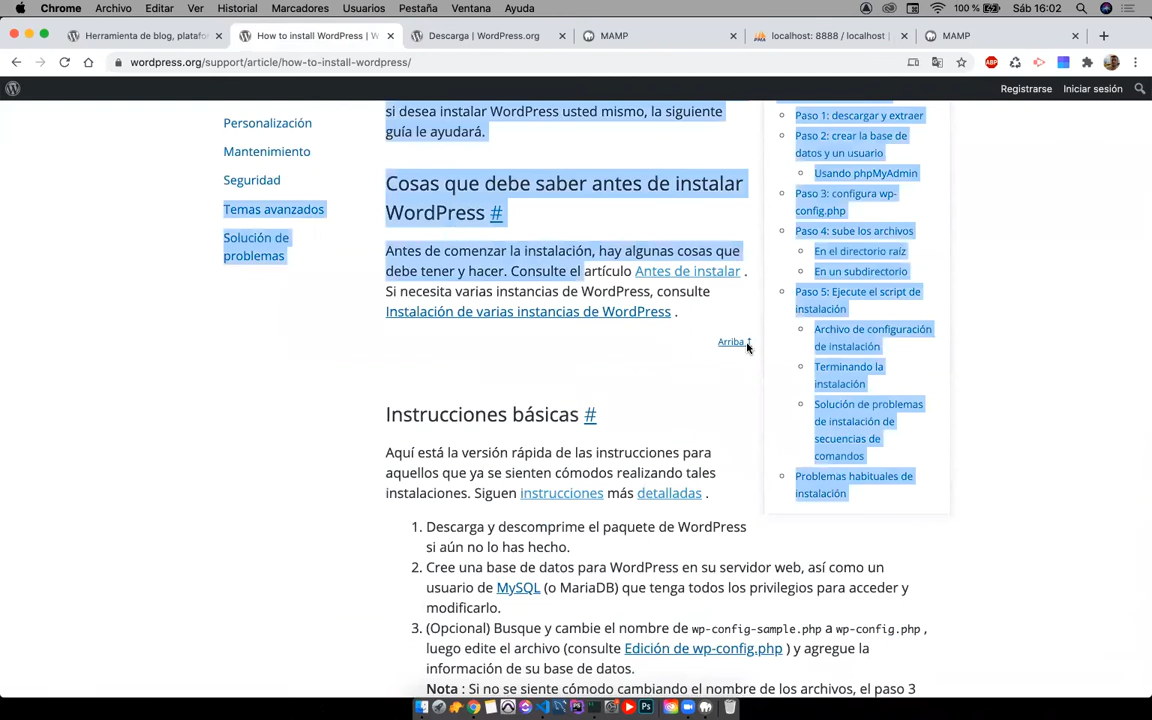 Chrome Archivo Editar Ver Historial Marcadores Usuarios Pestaña Ventana Ayuda 100 % Sáb 16:02
Herramienta de blog, platafo
How to install WordPress | W
Descarga | WordPress.org
MAMP
localhost: 8888 / localhost |
MAMP
wordpress.org/support/article/how-to-install-wordpress/
Registrarse Iniciar sesión
Personalización
Mantenimiento
Seguridad
Temas avanzados
Solución de
problemas
si desea instalar WordPress usted mismo, la siguiente
guía le ayudará.
Cosas que debe saber antes de instalar
WordPress #
Antes de comenzar la instalación, hay algunas cosas que
debe tener y hacer. Consulte el artículo Antes de instalar .
Si necesita varias instancias de WordPress, consulte
Instalación de varias instancias de WordPress .
Arriba ↑
Instrucciones básicas #
Aquí está la versión rápida de las instrucciones para
aquellos que ya se sienten cómodos realizando tales
instalaciones. Siguen instrucciones más detalladas .
1. Descarga y descomprime el paquete de WordPress
si aún no lo has hecho.
2. Cree una base de datos para WordPress en su servidor web, así como un
usuario de MySQL (o MariaDB) que tenga todos los privilegios para acceder y
modificarlo.
3. (Opcional) Busque y cambie el nombre de wp-config-sample.php a wp-config.php ,
luego edite el archivo (consulte Edición de wp-config.php ) y agregue la
información de su base de datos.
Nota : Si no se siente cómodo cambiando el nombre de los archivos, el paso 3
Paso 1: descargar y extraer
Paso 2: crear la base de
datos y un usuario
Usando phpMyAdmin
Paso 3: configura wp-
config.php
Paso 4: sube los archivos
En el directorio raíz
En un subdirectorio
Paso 5: Ejecute el script de
instalación
Archivo de configuración
de instalación
Terminando la
instalación
Solución de problemas
de instalación de
secuencias de
comandos
Problemas habituales de
instalación